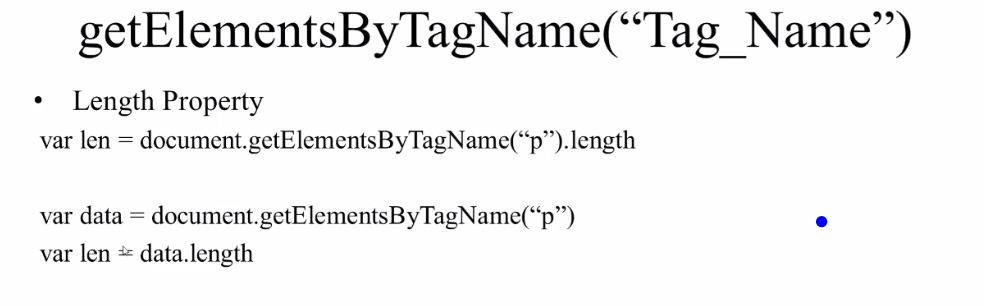 getElementsByTagName(“Tag_Name”)
• Length Property
var len = document.getElementsByTagName(“p”).length
var data = document.getElementsByTagName(“p”)
var len = data.length